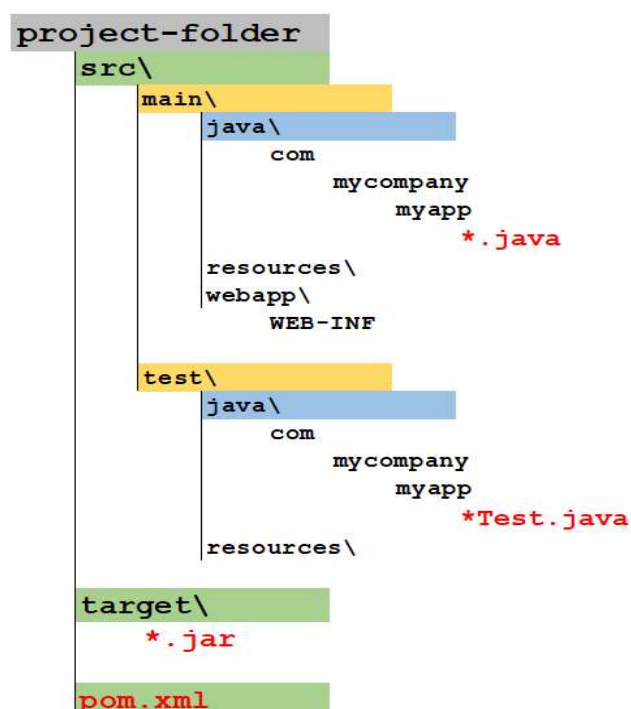 project-folder
src\
main\
java\
com
mycompany
myapp
*.java
resources\
webapp\
WEB-INF
test\
java\
com
mycompany
myapp
*Test.java
resources\
target\
*.jar
pom.xml